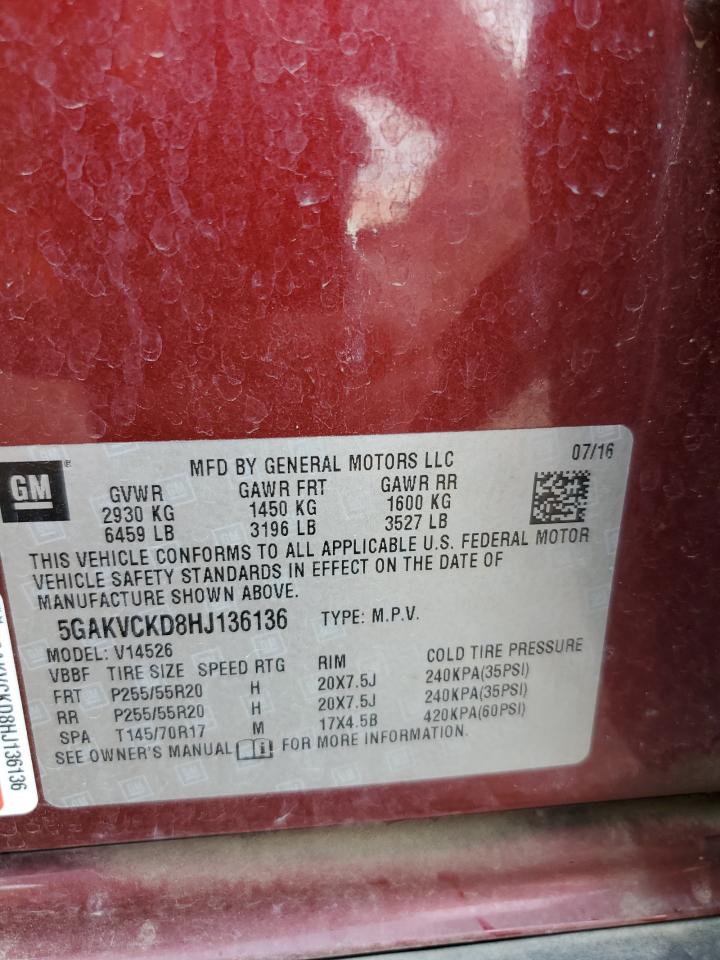 MFD BY GENERAL MOTORS LLC 07/16
GM®
GVWR GAWR FRT GAWR RR
2930 KG 1450 KG 1600 KG
6459 LB 3196 LB 3527 LB
THIS VEHICLE CONFORMS TO ALL APPLICABLE U.S. FEDERAL MOTOR
VEHICLE SAFETY STANDARDS IN EFFECT ON THE DATE OF
MANUFACTURE SHOWN ABOVE.
5GAKVCKD8HJ136136 TYPE: M.P.V.
MODEL: V14526
VBBF TIRE SIZE SPEED RTG RIM COLD TIRE PRESSURE
FRT P255/55R20 H 20X7.5J 240KPA(35PSI)
RR P255/55R20 H 20X7.5J 240KPA(35PSI)
SPA T145/70R17 M 17X4.5B 420KPA(60PSI)
SEE OWNER'S MANUAL FOR MORE INFORMATION.
AKVCKD8HJ136136